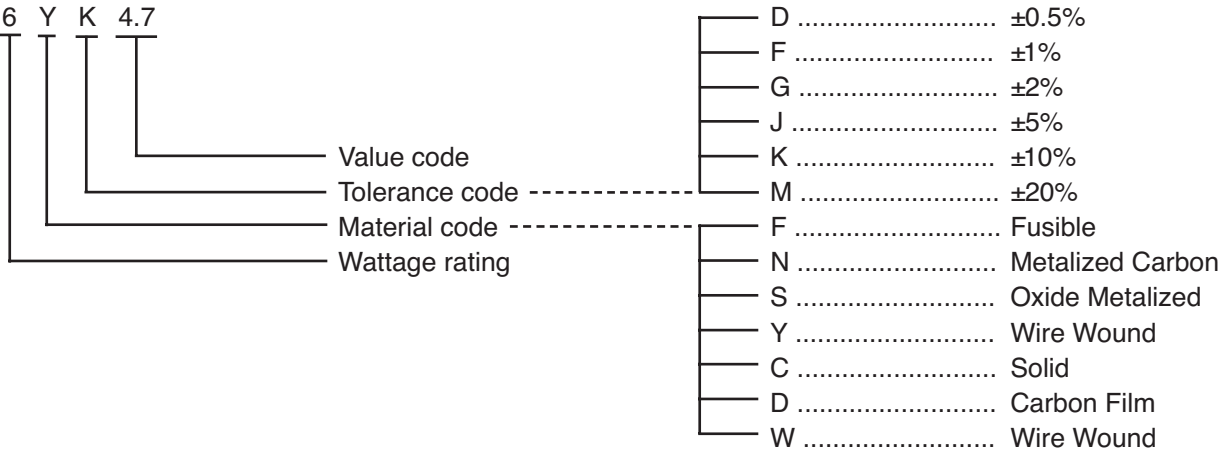 6 Y K 4.7
Value code
Tolerance code
Material code
Wattage rating
D ........................... ±0.5%
F ........................... ±1%
G ........................... ±2%
J ............................ ±5%
K ........................... ±10%
M ........................... ±20%
F ............................ Fusible
N ........................... Metalized Carbon
S ........................... Oxide Metalized
Y ........................... Wire Wound
C ........................... Solid
D ........................... Carbon Film
W .......................... Wire Wound